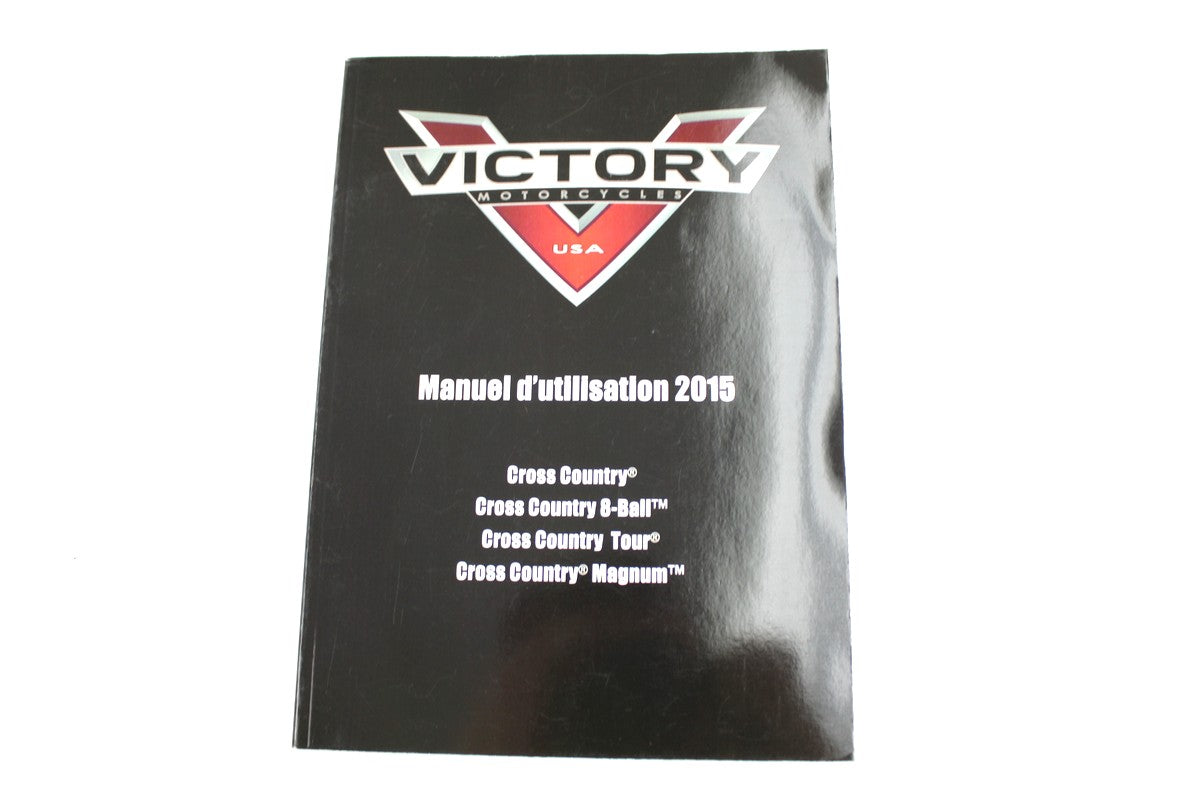 VICTORY
MOTORCYCLES
USA
Manuel d'utilisation 2015
Cross Country®
Cross Country 8-Ball™
Cross Country Tour®
Cross Country® Magnum™